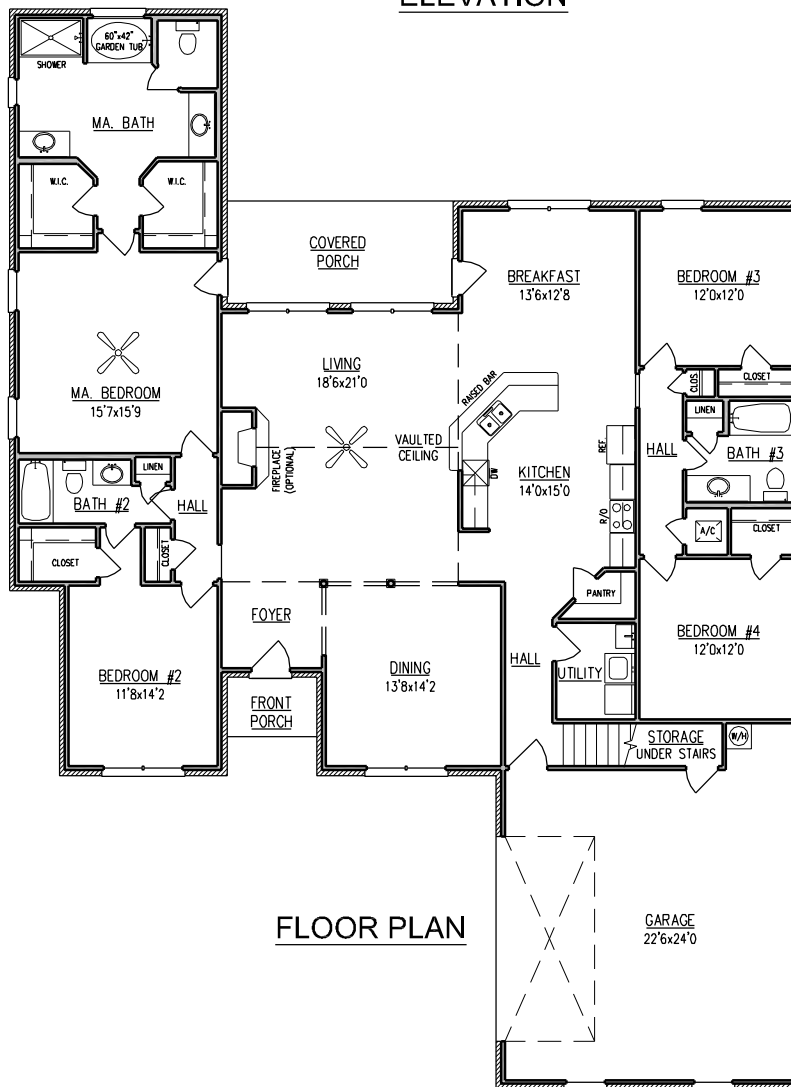 ELEVATION
60"x42"
GARDEN TUB
SHOWER
MA. BATH
W.I.C.
W.I.C.
COVERED
PORCH
BREAKFAST
13'6x12'8
BEDROOM #3
12'0x12'0
LIVING
18'6x21'0
MA. BEDROOM
15'7x15'9
RAISED BAR
CLOS.
CLOSET
LINEN
VAULTED
CEILING
FIREPLACE
(OPTIONAL)
REF.
HALL
BATH #3
LINEN
KITCHEN
14'0x15'0
DW
BATH #2
HALL
R/O
A/C
CLOSET
CLOSET
CLOSET
PANTRY
FOYER
BEDROOM #4
12'0x12'0
BEDROOM #2
11'8x14'2
DINING
13'8x14'2
HALL
UTILITY
FRONT
PORCH
STORAGE
UNDER STAIRS
W/H
FLOOR PLAN
GARAGE
22'6x24'0